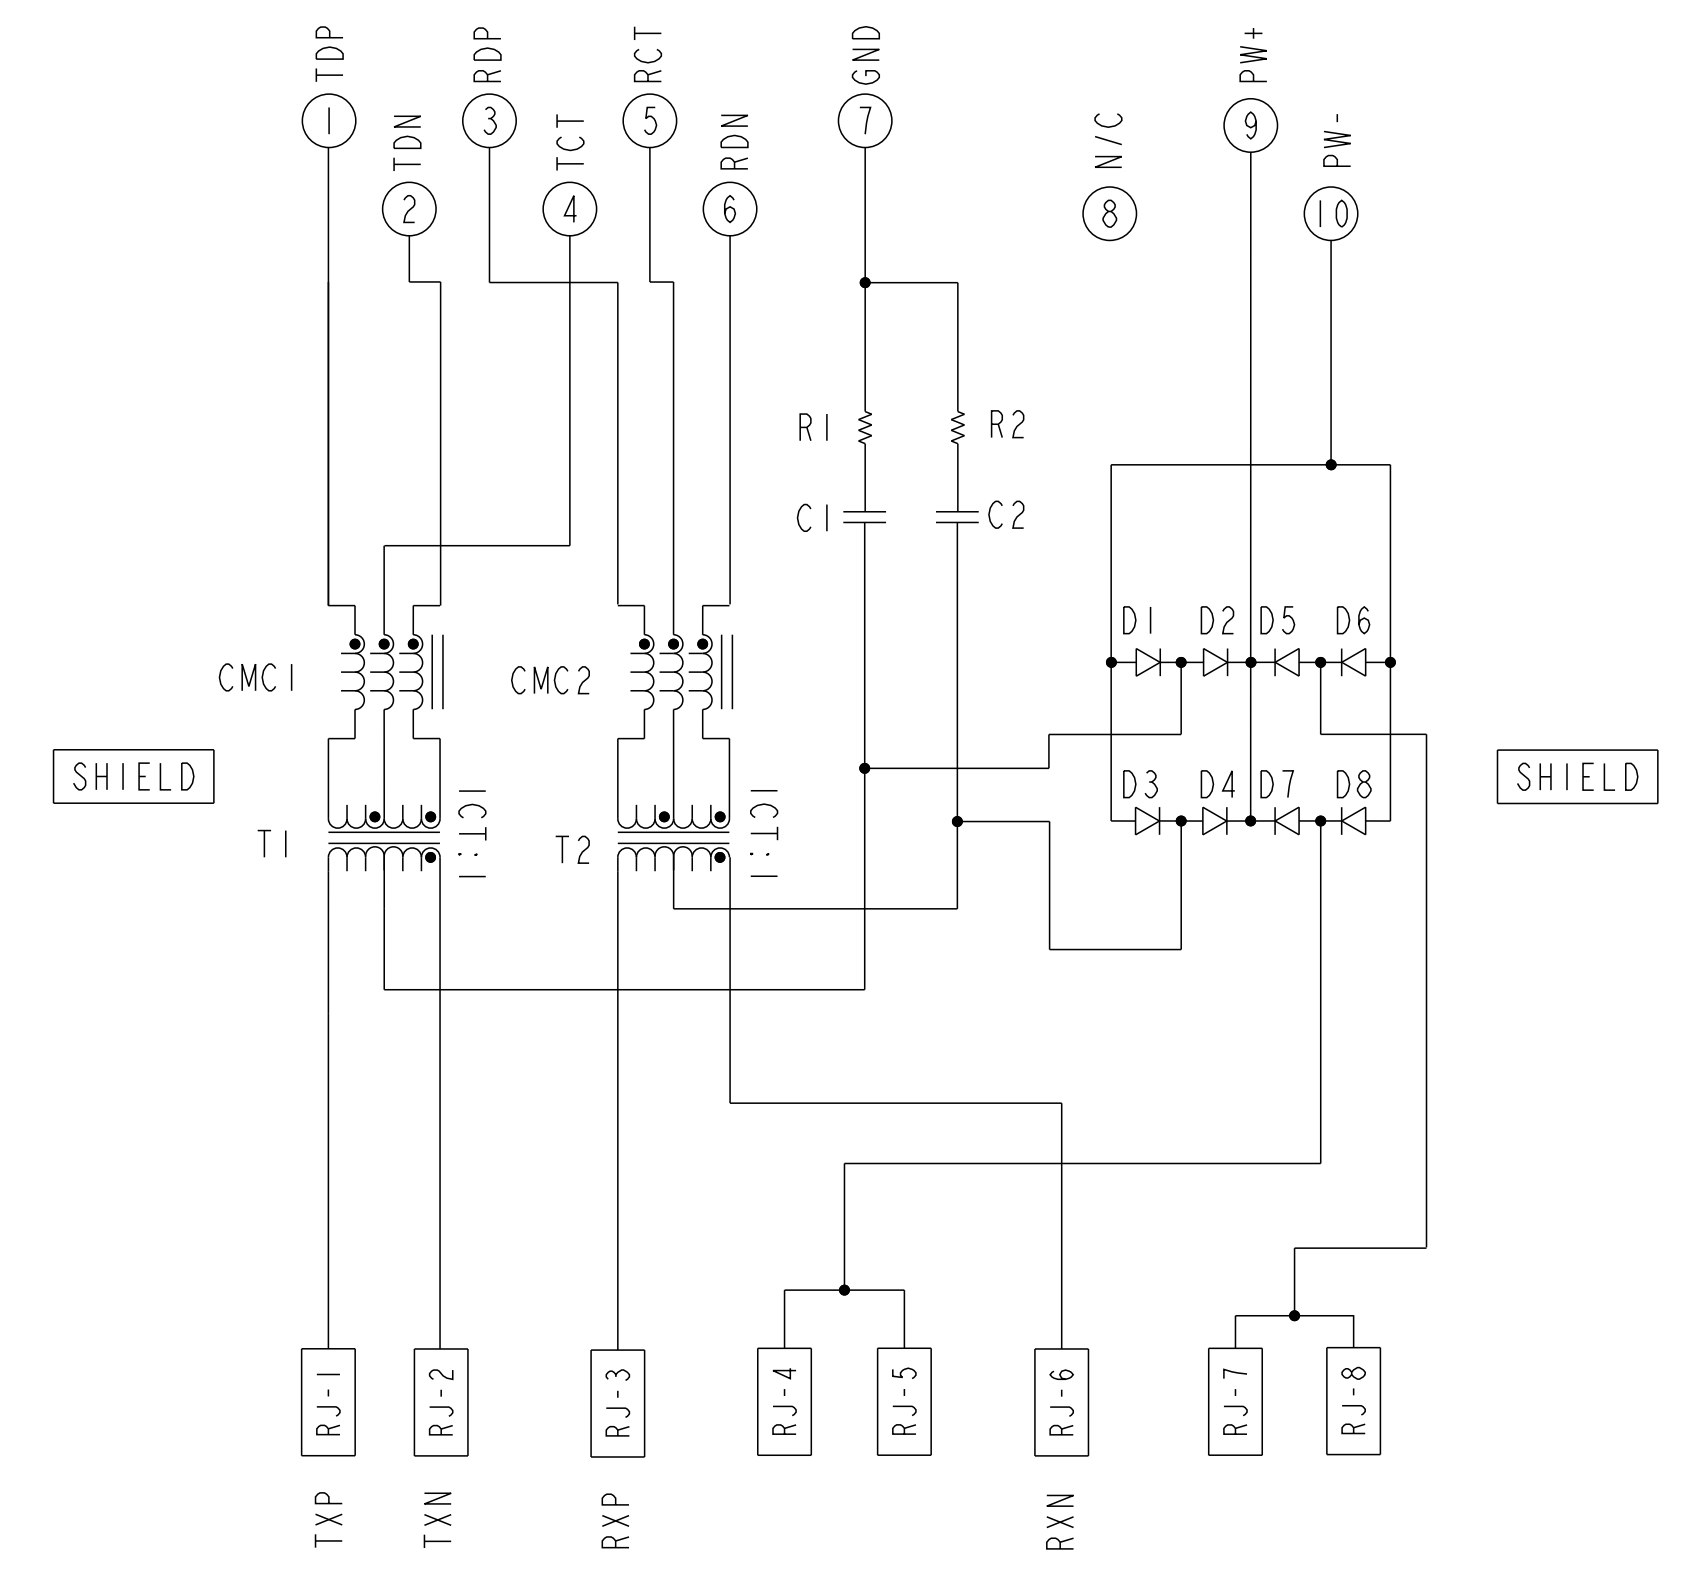 TDP
RDP
RCT
GND
PW+
1
3
5
7
9
TDN
TCT
RDN
N/C
PW-
2
4
6
8
10
R1
R2
C1
C2
D1
D2
D5
D6
CMC1
CMC2
SHIELD
SHIELD
D3
D4
D7
D8
T1
1CT:1
T2
1CT:1
RJ-1
RJ-2
RJ-3
RJ-4
RJ-5
RJ-6
RJ-7
RJ-8
TXP
TXN
RXP
RXN